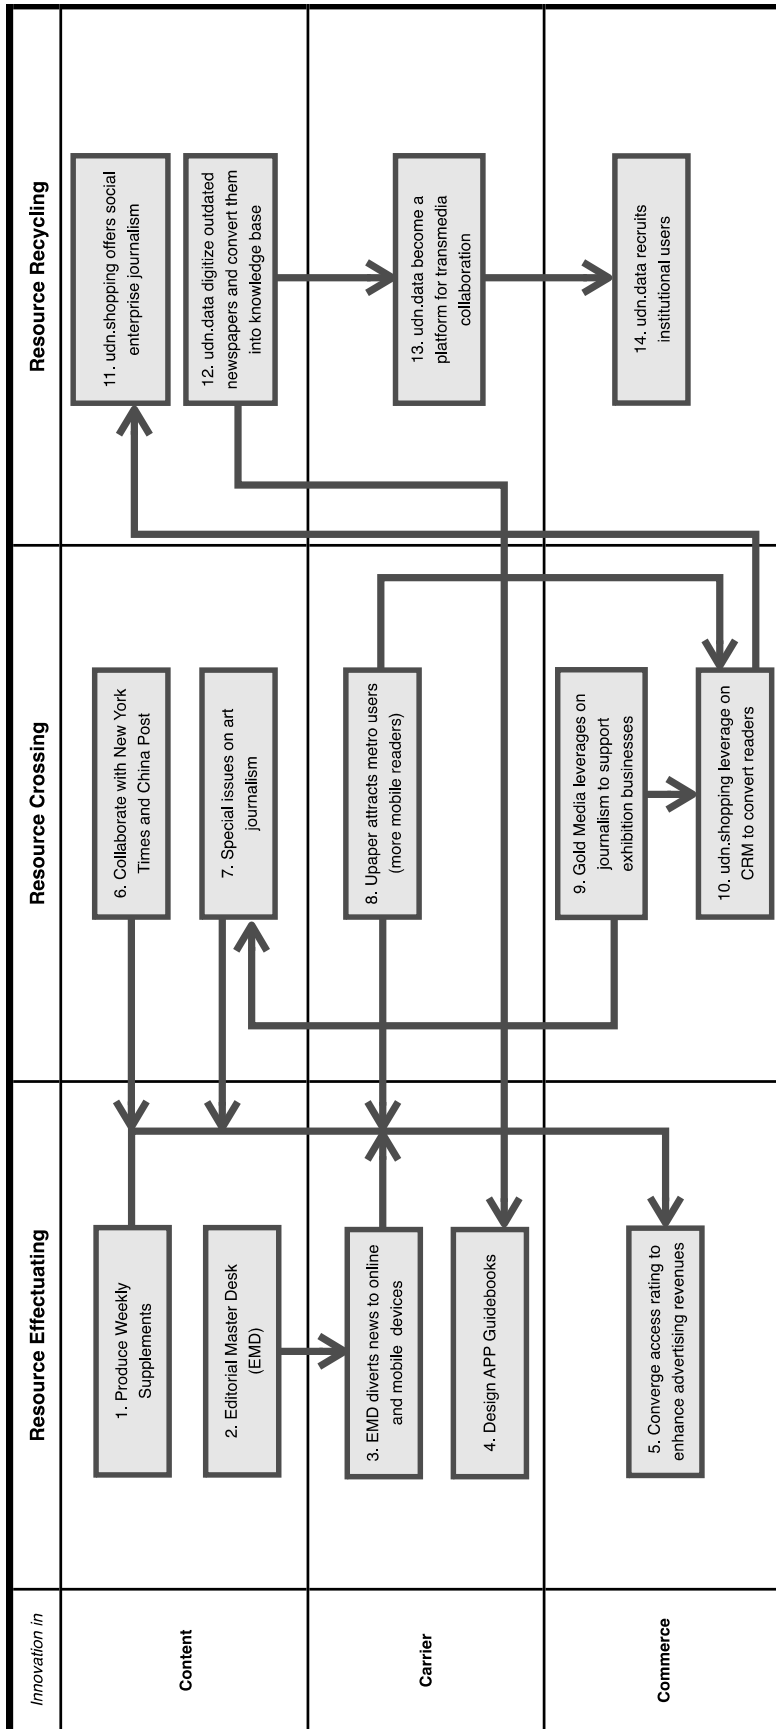 Innovation in
Resource Effectuating
Resource Crossing
Resource Recycling
Content
1. Produce Weekly
Supplements
2. Editorial Master Desk
(EMD)
6. Collaborate with New York
Times and China Post
7. Special issues on art
journalism
11. udn.shopping offers social
enterprise journalism
12. udn.data digitize outdated
newspapers and convert them
into knowledge base
Carrier
3. EMD diverts news to online
and mobile devices
4. Design APP Guidebooks
8. Upaper attracts metro users
(more mobile readers)
13. udn.data become a
platform for transmedia
collaboration
Commerce
5. Converge access rating to
enhance advertising revenues
9. Gold Media leverages on
journalism to support
exhibition businesses
10. udn.shopping leverage on
CRM to convert readers
14. udn.data recruits
institutional users